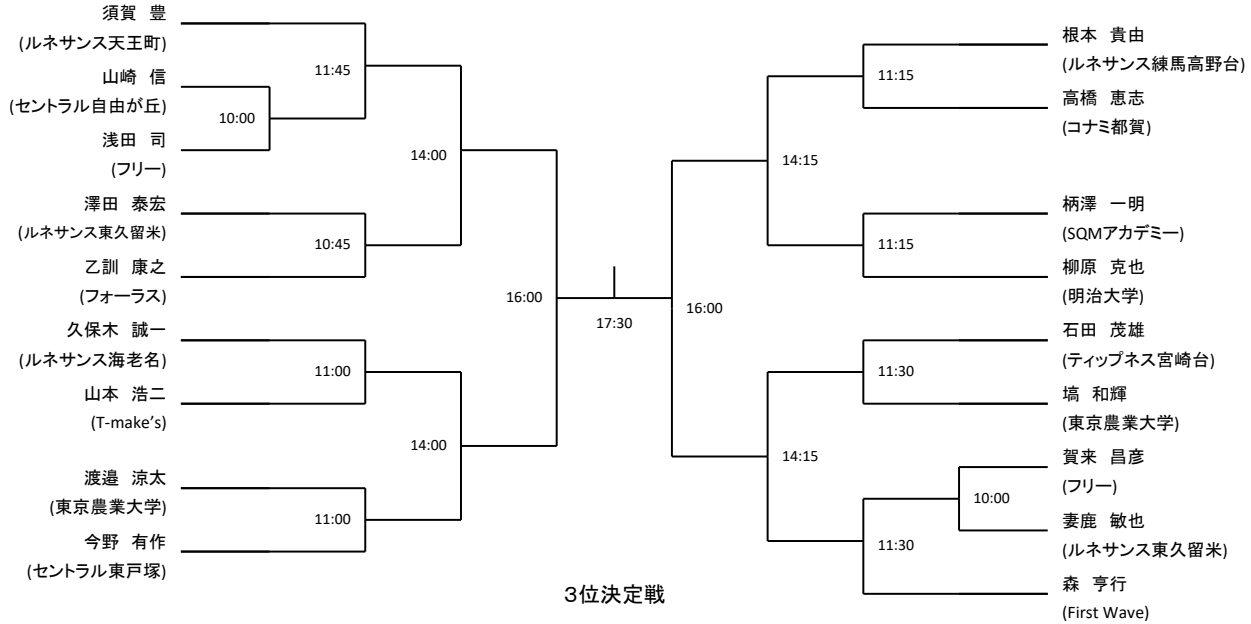 須賀 豊
(ルネサンス天王町)
11:45
山崎 信
(セントラル自由が丘)
10:00
浅田 司
(フリー)
14:00
澤田 泰宏
(ルネサンス東久留米)
10:45
乙訓 康之
(フォーラス)
16:00
久保木 誠一
(ルネサンス海老名)
11:00
山本 浩二
(T-make's)
14:00
渡邉 涼太
(東京農業大学)
11:00
今野 有作
(セントラル東戸塚)
17:30
根本 貴由
(ルネサンス練馬高野台)
11:15
高橋 恵志
(コナミ都賀)
14:15
柄澤 一明
(SQMアカデミー)
11:15
柳原 克也
(明治大学)
16:00
石田 茂雄
(ティップネス宮崎台)
11:30
塙 和輝
(東京農業大学)
14:15
賀来 昌彦
(フリー)
10:00
妻鹿 敏也
(ルネサンス東久留米)
11:30
森 亨行
(First Wave)
3位決定戦